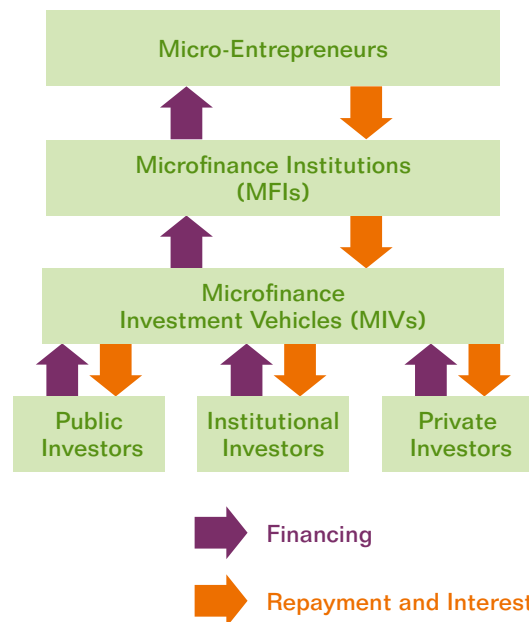 Micro-Entrepreneurs
Microfinance Institutions
(MFIs)
Microfinance
Investment Vehicles (MIVs)
Public
Investors
Institutional
Investors
Private
Investors
Financing
Repayment and Interest